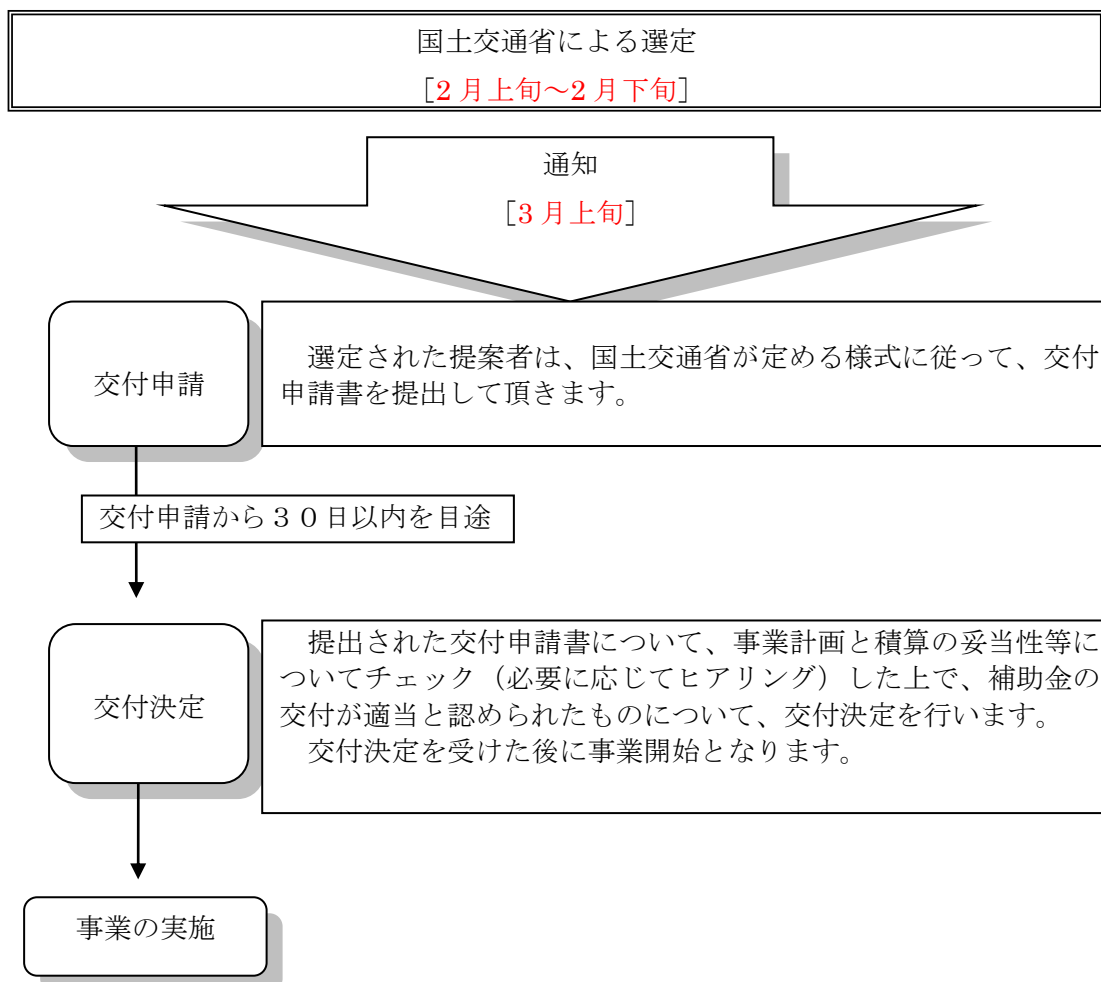 国土交通省による選定
［2 月上旬～2 月下旬］
通知
［3 月上旬］
交付申請
　選定された提案者は、国土交通省が定める様式に従って、交付
申請書を提出して頂きます。
交付申請から３０日以内を目途
交付決定
　提出された交付申請書について、事業計画と積算の妥当性等に
ついてチェック（必要に応じてヒアリング）した上で、補助金の
交付が適当と認められたものについて、交付決定を行います。
　交付決定を受けた後に事業開始となります。
事業の実施